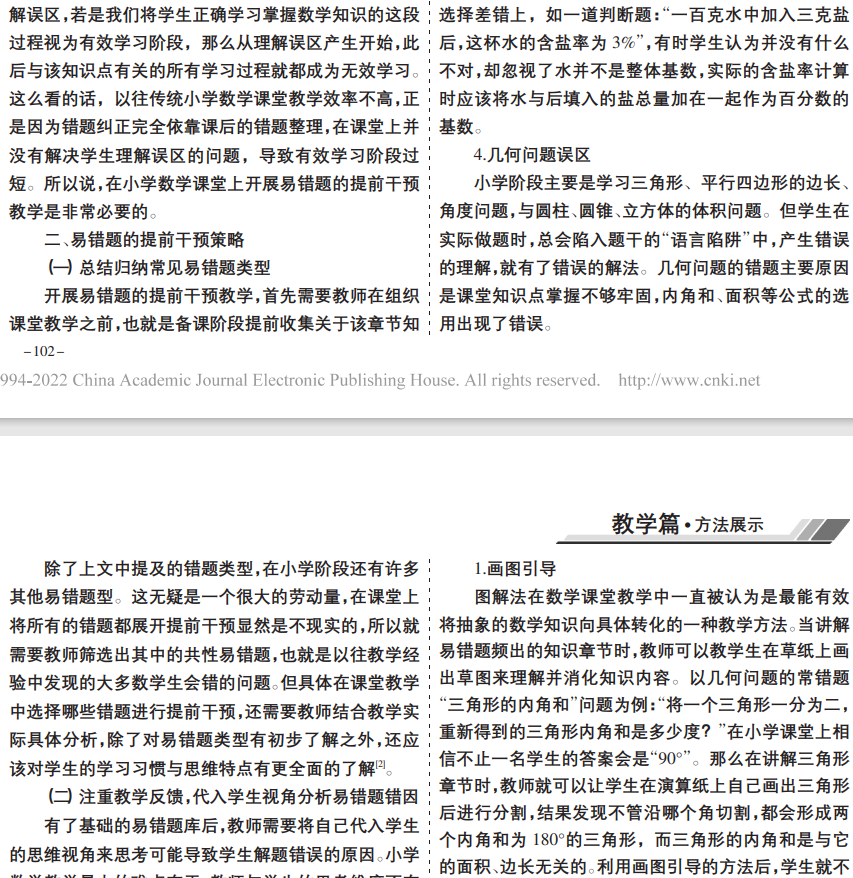 解误区，若是我们将学生正确学习掌握数学知识的这段
过程视为有效学习阶段，那么从理解误区产生开始，此
后与该知识点有关的所有学习过程就都成为无效学习。
这么看的话，以往传统小学数学课堂教学效率不高，正
是因为错题纠正完全依靠课后的错题整理，在课堂上并
没有解决学生理解误区的问题，导致有效学习阶段过
短。所以说，在小学数学课堂上开展易错题的提前干预
教学是非常必要的。
二、易错题的提前干预策略
㈠ 总结归纳常见易错题类型
开展易错题的提前干预教学，首先需要教师在组织
课堂教学之前，也就是备课阶段提前收集关于该章节知
选择差错上，如一道判断题：“一百克水中加入三克盐
后，这杯水的含盐率为 3%”，有时学生认为并没有什么
不对，却忽视了水并不是整体基数，实际的含盐率计算
时应该将水与后填入的盐总量加在一起作为百分数的
基数。
4.几何问题误区
小学阶段主要是学习三角形、平行四边形的边长、
角度问题，与圆柱、圆锥、立方体的体积问题。但学生在
实际做题时，总会陷入题干的“语言陷阱”中，产生错误
的理解，就有了错误的解法。几何问题的错题主要原因
是课堂知识点掌握不够牢固，内角和、面积等公式的选
用出现了错误。
-102-
994-2022 China Academic Journal Electronic Publishing House. All rights reserved. http://www.cnki.net
教学篇·方法展示
除了上文中提及的错题类型，在小学阶段还有许多
其他易错题型。这无疑是一个很大的劳动量，在课堂上
将所有的错题都展开提前干预显然是不现实的，所以就
需要教师筛选出其中的共性易错题，也就是以往教学经
验中发现的大多数学生会错的问题。但具体在课堂教学
中选择哪些错题进行提前干预，还需要教师结合教学实
际具体分析，除了对易错题类型有初步了解之外，还应
该对学生的学习习惯与思维特点有更全面的了解[2]。
㈡ 注重教学反馈，代入学生视角分析易错题错因
有了基础的易错题库后，教师需要将自己代入学生
的思维视角来思考可能导致学生解题错误的原因。小学
1.画图引导
图解法在数学课堂教学中一直被认为是最能有效
将抽象的数学知识向具体转化的一种教学方法。当讲解
易错题频出的知识章节时，教师可以教学生在草纸上画
出草图来理解并消化知识内容。以几何问题的常错题
“三角形的内角和”问题为例：“将一个三角形一分为二，
重新得到的三角形内角和是多少度？”在小学课堂上相
信不止一名学生的答案会是“90°”。那么在讲解三角形
章节时，教师就可以让学生在演算纸上自己画出三角形
后进行分割，结果发现不管沿哪个角切割，都会形成两
个内角和为 180°的三角形，而三角形的内角和是与它
的面积、边长无关的。利用画图引导的方法后，学生就不